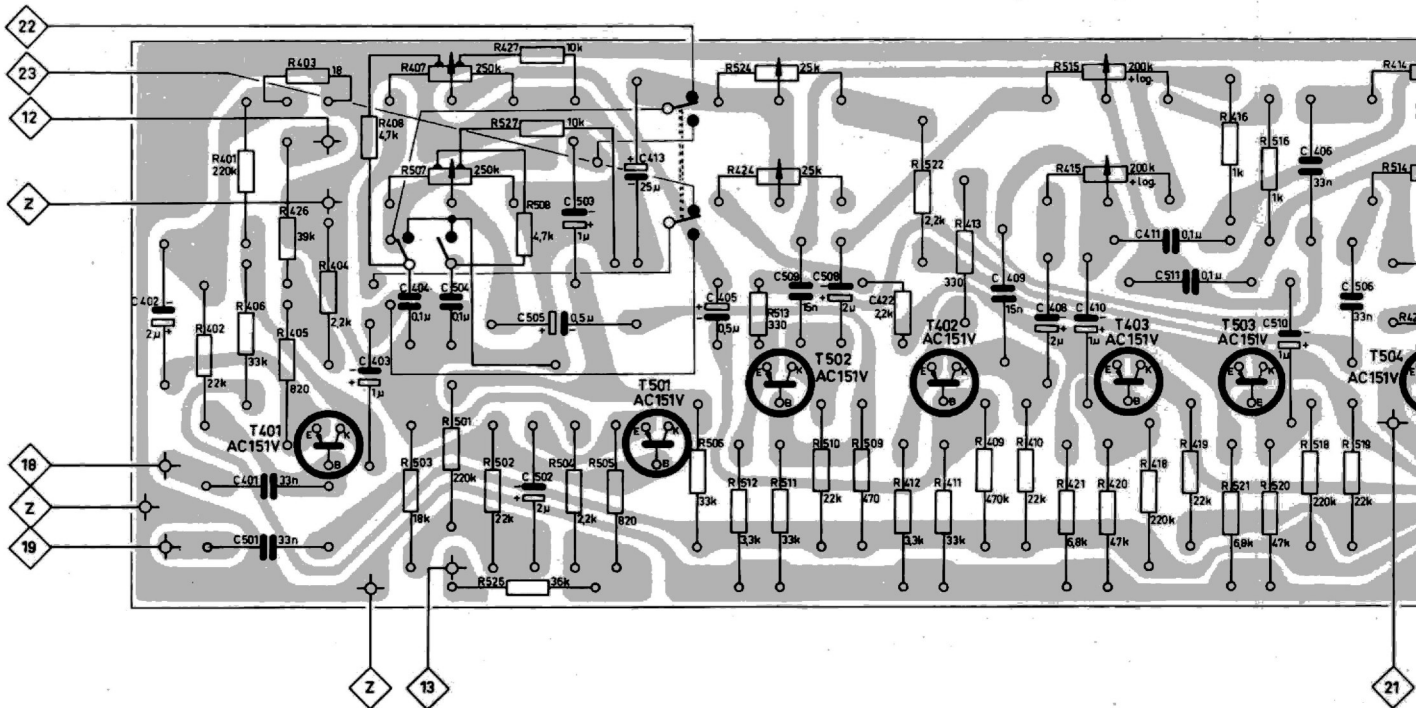 22
23
12
Z
18
Z
19
Z
13
21
R403
18
R401
220k
R426
39k
R404
2,2k
C402
2µ
R402
22k
R406
33k
R405
820
C403
1µ
T401
AC151V
E K
B
C401 33n
C501 33n
R427 10k
R407 250k
R408
4,7k
R527 10k
R507 250k
R508
4,7k
C503
1µ
C413
25µ
C404
0,1µ
C504
0,1µ
C505 0,5µ
R503
18k
R501
220k
R502
22k
C502
2µ
R504
2,2k
R505
820
R526 36k
T501
AC151V
E K
B
R524 25k
R424 25k
C405
0,5µ
R513
330
C509
15n
C508
2µ
C422
2,2k
R522
2,2k
R413
330
C409
15n
T502
AC151V
E K
B
T402
AC151V
E K
B
R506
33k
R512
3,3k
R511
33k
R510
22k
R509
470
R412
3,3k
R411
33k
R409
470k
R410
22k
R515 200k
+ log.
R415 200k
+ log.
R416
1k
R516
1k
C406
33n
C411 0,1µ
C511 0,1µ
C408
2µ
C410
1µ
T403
AC151V
E K
B
T503
AC151V
E K
B
C510
1µ
C506
33n
R421
6,8k
R420
47k
R418
220k
R419
22k
R521
6,8k
R520
47k
R518
220k
R519
22k
R414
R514
T504
AC151V
E